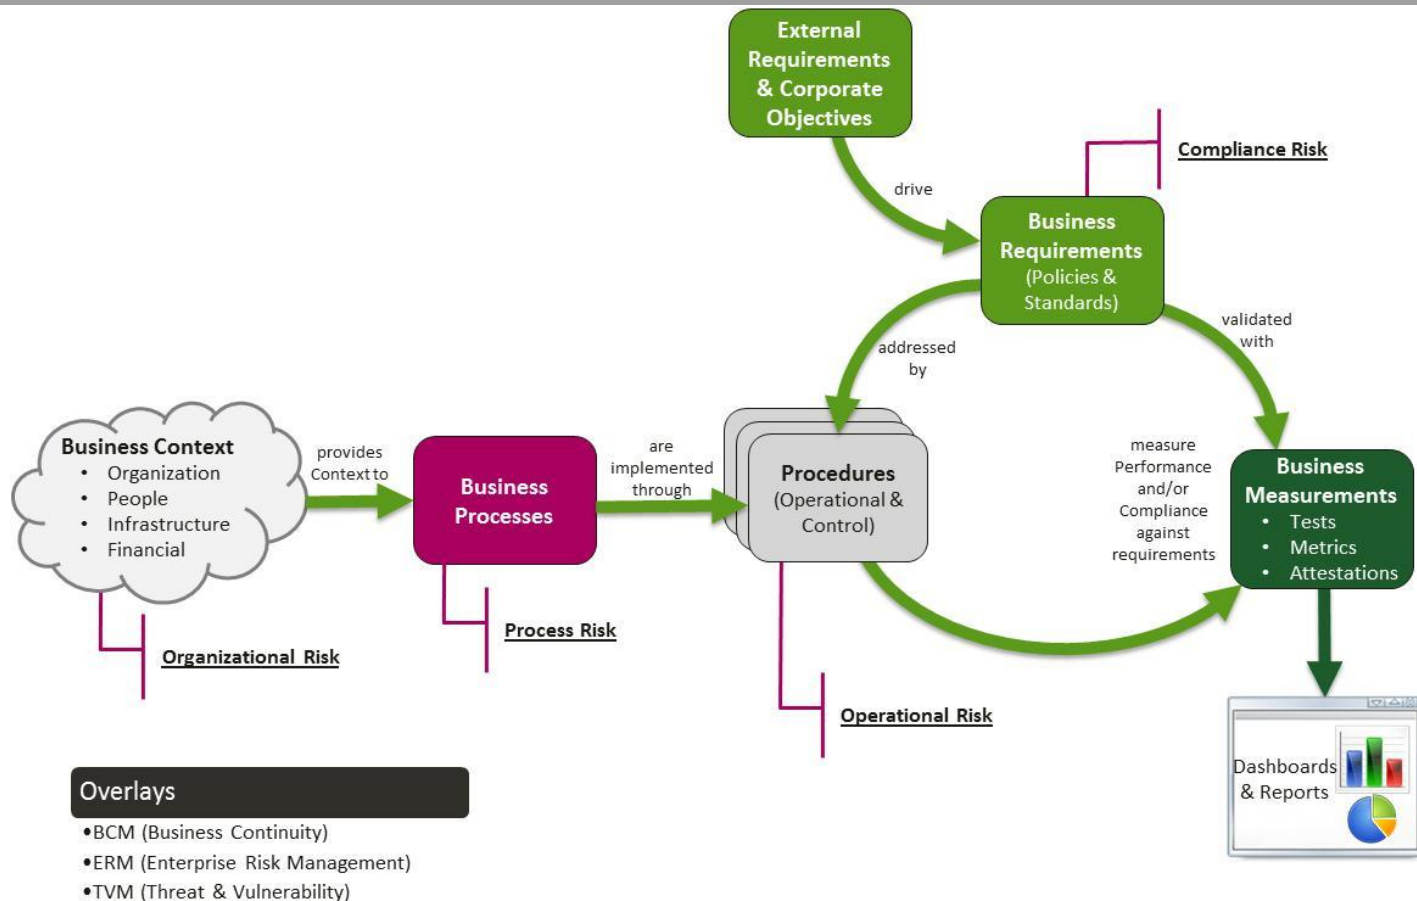 External
Requirements
& Corporate
Objectives
Compliance Risk
drive
Business
Requirements
(Policies &
Standards)
addressed
by
validated
with
Business Context
• Organization
• People
• Infrastructure
• Financial
provides
Context to
Business
Processes
are
implemented
through
Procedures
(Operational &
Control)
measure
Performance
and/or
Compliance
against
requirements
Business
Measurements
• Tests
• Metrics
• Attestations
Organizational Risk
Process Risk
Operational Risk
Dashboards
& Reports
Overlays
•BCM (Business Continuity)
•ERM (Enterprise Risk Management)
•TVM (Threat & Vulnerability)